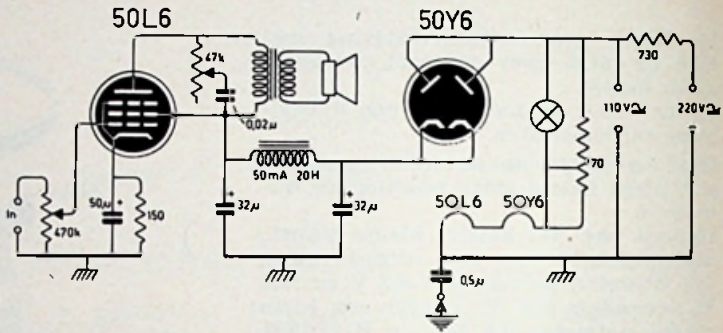 50L6 50Y6
47k
730
0,02µ
110V 220V
50mA 20H
70
50L6 50Y6
50µ + 150
+ 32µ + 32µ
In
470k
0,5µ